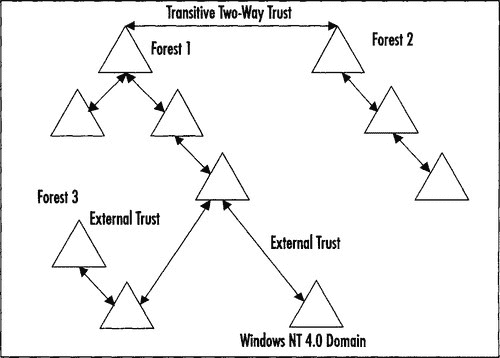 Transitive Two-Way Trust
Forest 1
Forest 2
Forest 3
External Trust
External Trust
Windows NT 4.0 Domain